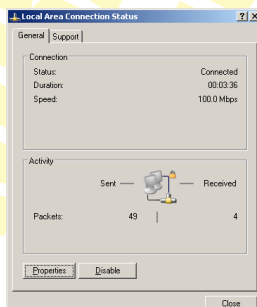 Local Area Connection Status
General Support
Connection
Status: Connected
Duration: 00:03:36
Speed: 100.0 Mbps
Activity
Sent Received
Packets: 49 4
Properties Disable
Close